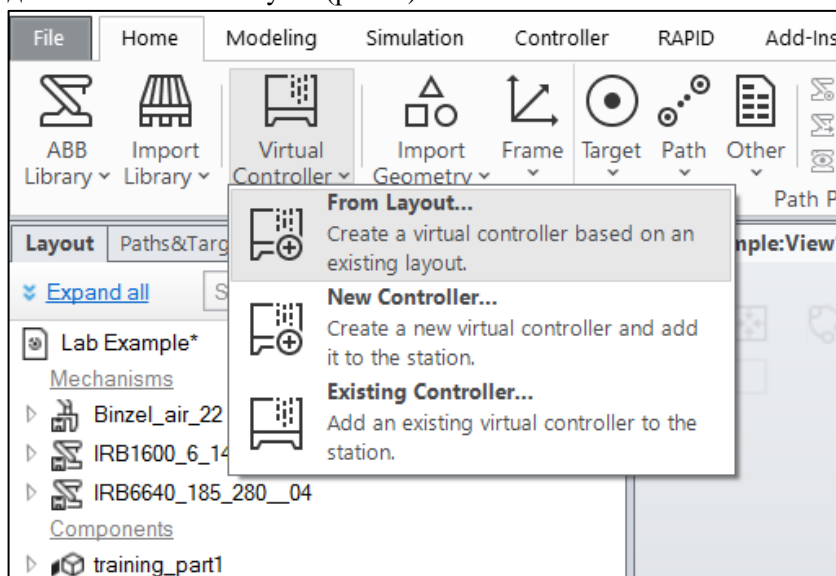 File Home Modeling Simulation Controller RAPID Add-Ins
ABB Library Import Library Virtual Controller Import Geometry Frame Target Path Other
Path P
From Layout...
Create a virtual controller based on an
existing layout.
New Controller...
Create a new virtual controller and add
it to the station.
Existing Controller...
Add an existing virtual controller to the
station.
Layout Paths&Targ
mple:View
Expand all S
Lab Example*
Mechanisms
Binzel_air_22
IRB1600_6_14
IRB6640_185_280__04
Components
training_part1